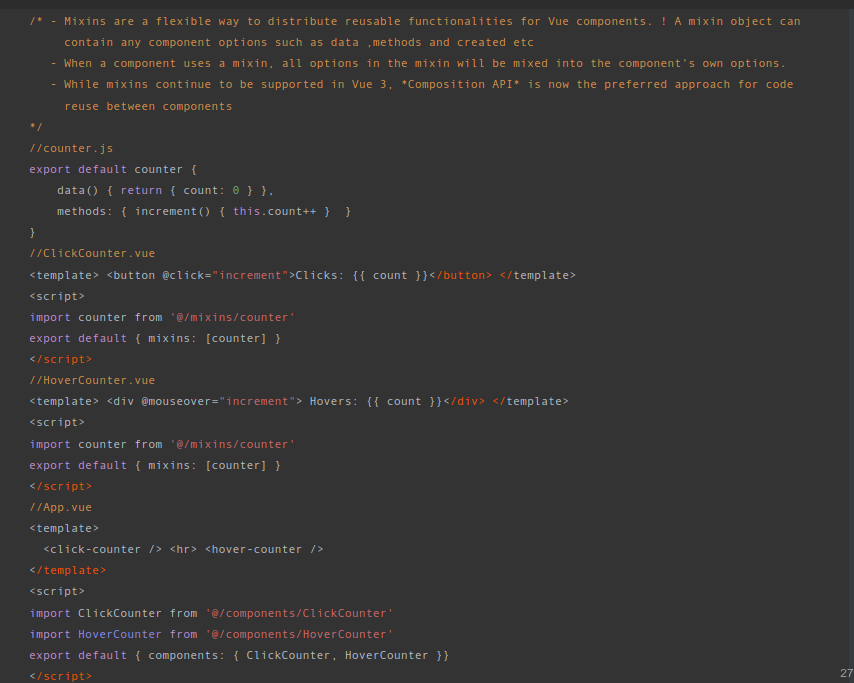 /* - Mixins are a flexible way to distribute reusable functionalities for Vue components. ! A mixin object can
contain any component options such as data ,methods and created etc
- When a component uses a mixin, all options in the mixin will be mixed into the component's own options.
- While mixins continue to be supported in Vue 3, *Composition API* is now the preferred approach for code
reuse between components
*/
//counter.js
export default counter {
data() { return { count: 0 } },
methods: { increment() { this.count++ }  }
}
//ClickCounter.vue
<template> <button @click="increment">Clicks: {{ count }}</button> </template>
<script>
import counter from '@/mixins/counter'
export default { mixins: [counter] }
</script>
//HoverCounter.vue
<template> <div @mouseover="increment"> Hovers: {{ count }}</div> </template>
<script>
import counter from '@/mixins/counter'
export default { mixins: [counter] }
</script>
//App.vue
<template>
<click-counter /> <hr> <hover-counter />
</template>
<script>
import ClickCounter from '@/components/ClickCounter'
import HoverCounter from '@/components/HoverCounter'
export default { components: { ClickCounter, HoverCounter }}
</script>
27